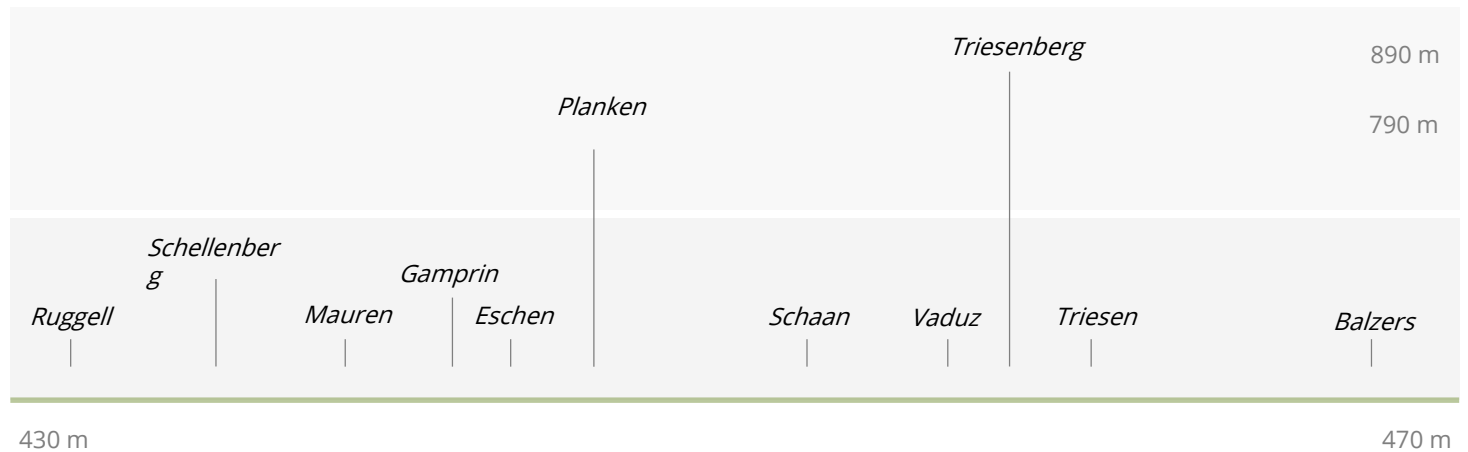 Triesenberg
890 m
Planken
790 m
Schellenber
g
Gamprin
Ruggell
Mauren
Eschen
Schaan
Vaduz
Triesen
Balzers
430 m
470 m